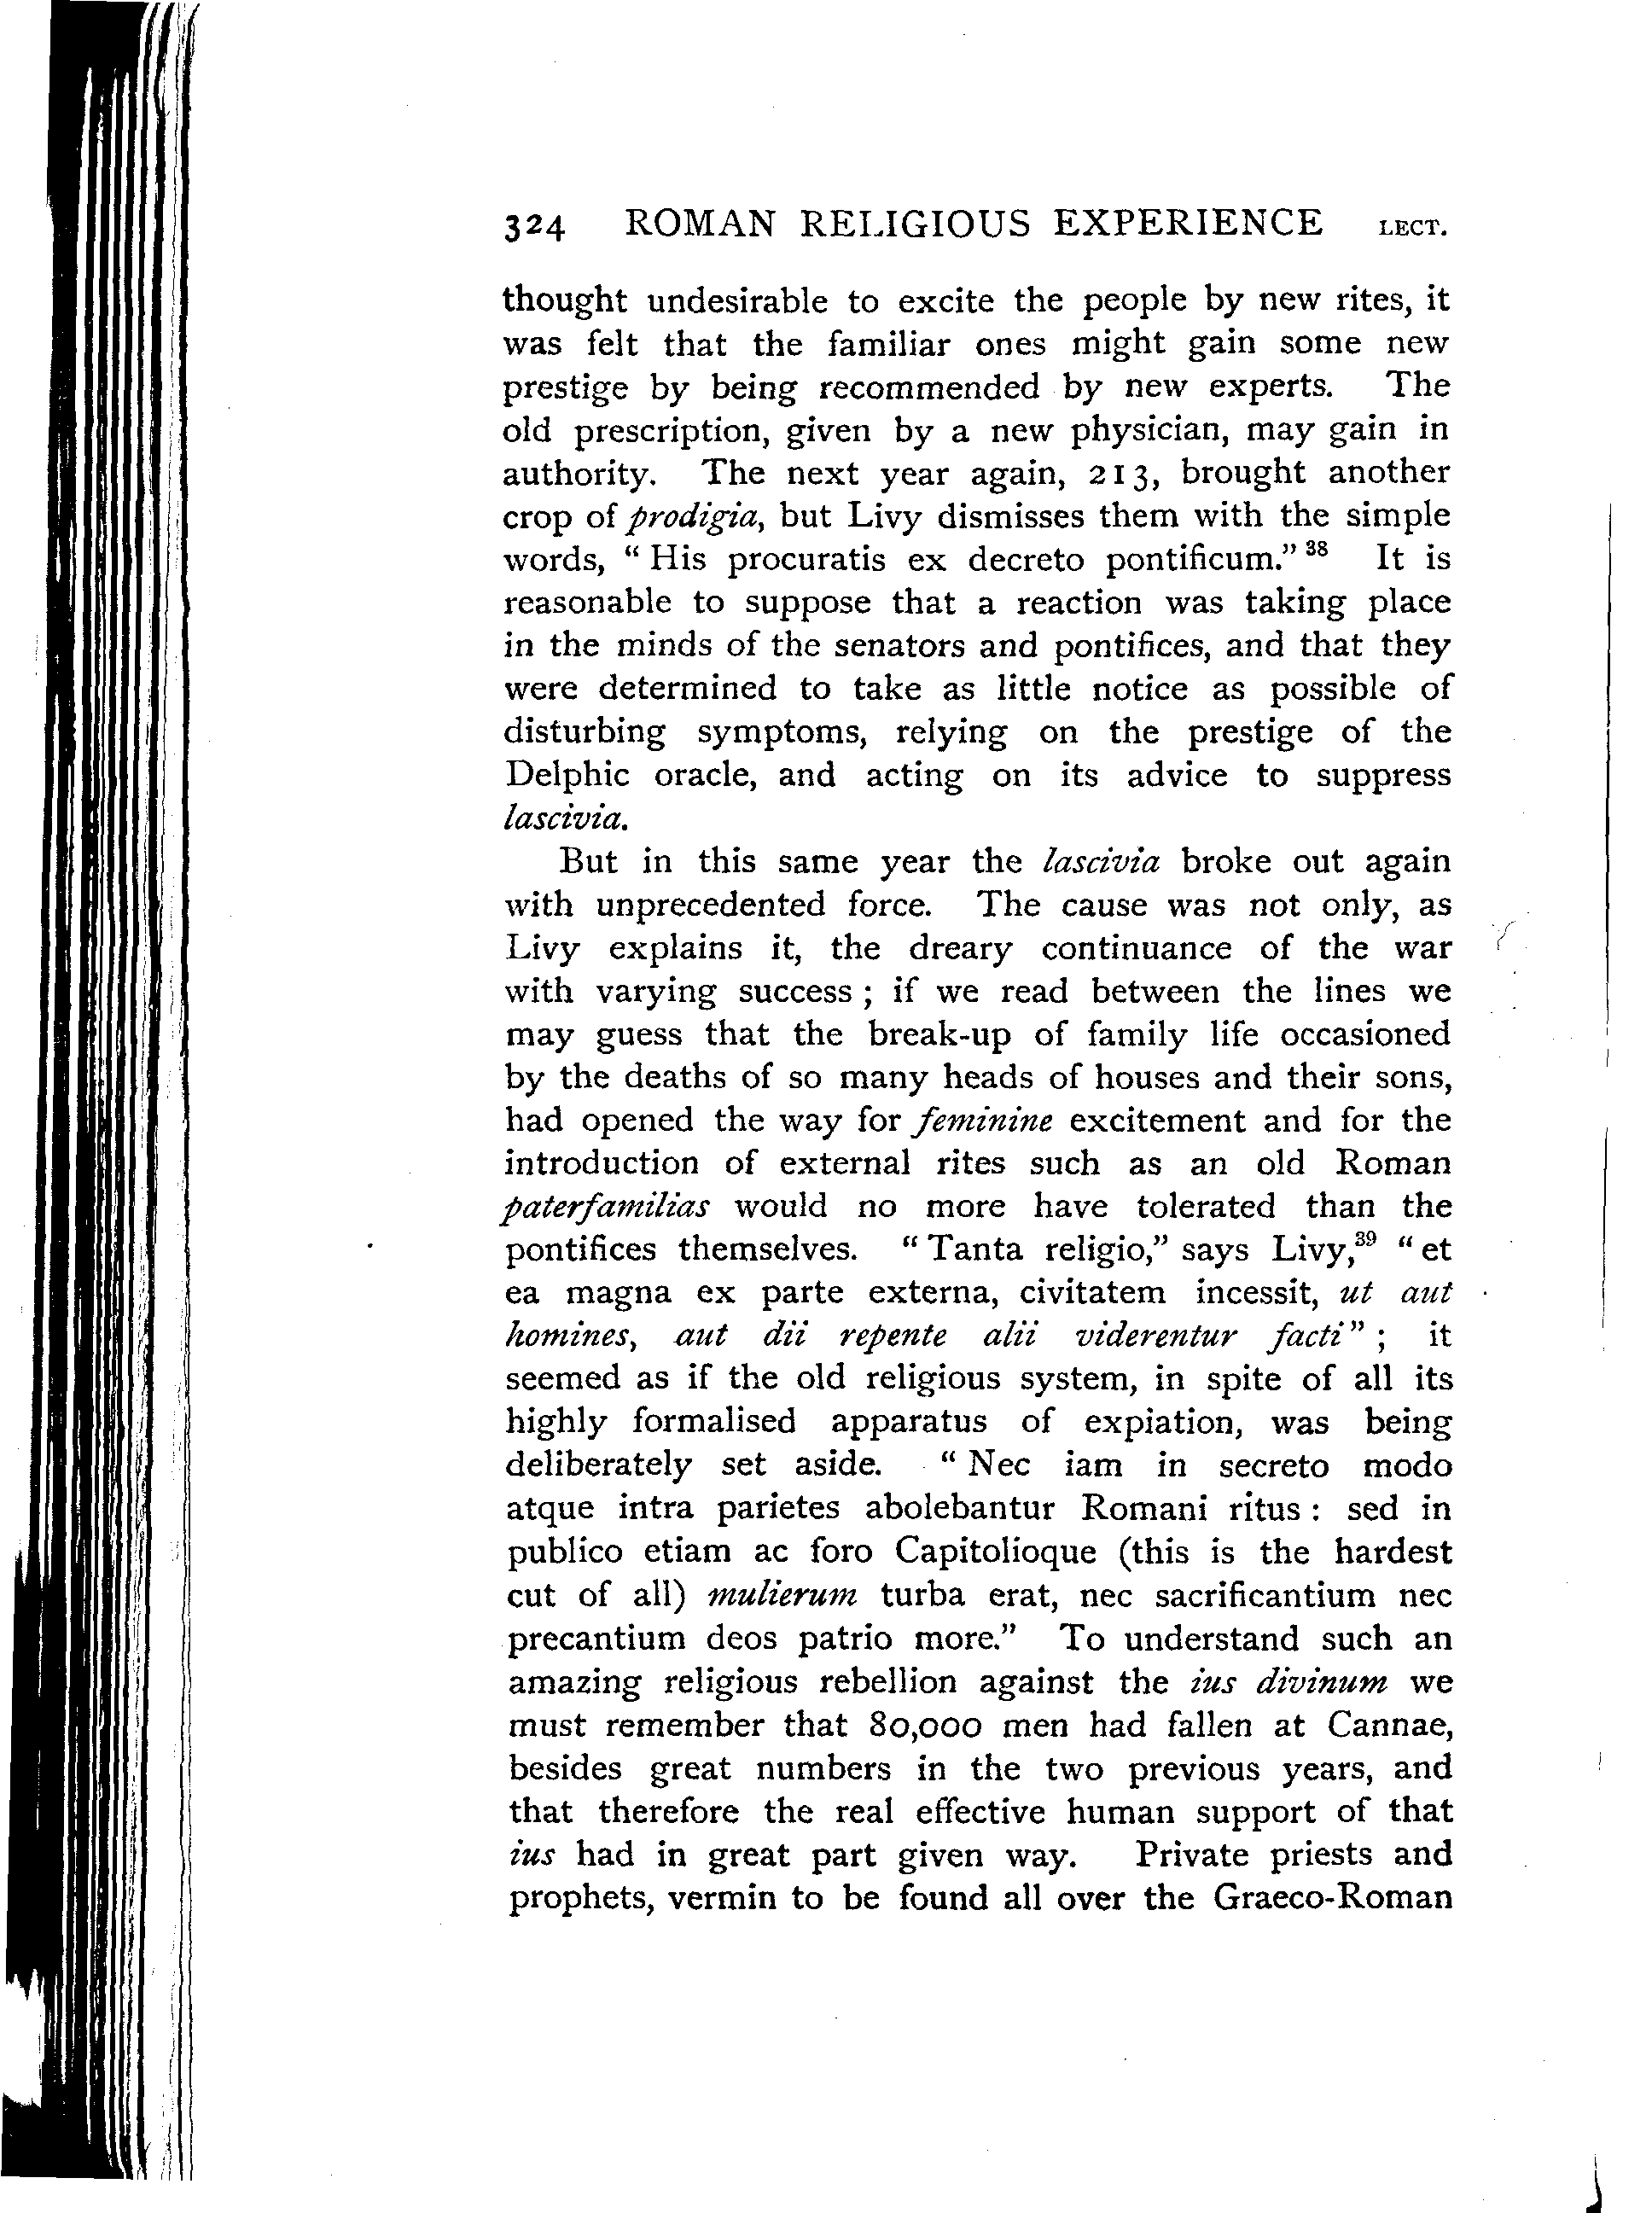 324 ROMAN RELIGIOUS EXPERIENCE LECT.
thought undesirable to excite the people by new rites, it
was felt that the familiar ones might gain some new
prestige by being recommended by new experts. The
old prescription, given by a new physician, may gain in
authority. The next year again, 213, brought another
crop of prodigia, but Livy dismisses them with the simple
words, “ His procuratis ex decreto pontificum.” 38 It is
reasonable to suppose that a reaction was taking place
in the minds of the senators and pontifices, and that they
were determined to take as little notice as possible of
disturbing symptoms, relying on the prestige of the
Delphic oracle, and acting on its advice to suppress
lascivia.
But in this same year the lascivia broke out again
with unprecedented force. The cause was not only, as
Livy explains it, the dreary continuance of the war
with varying success ; if we read between the lines we
may guess that the break-up of family life occasioned
by the deaths of so many heads of houses and their sons,
had opened the way for feminine excitement and for the
introduction of external rites such as an old Roman
paterfamilias would no more have tolerated than the
pontifices themselves. “ Tanta religio,” says Livy,39 “ et
ea magna ex parte externa, civitatem incessit, ut aut
homines, aut dii repente alii viderentur facti ” ; it
seemed as if the old religious system, in spite of all its
highly formalised apparatus of expiation, was being
deliberately set aside. “ Nec iam in secreto modo
atque intra parietes abolebantur Romani ritus : sed in
publico etiam ac foro Capitolioque (this is the hardest
cut of all) mulierum turba erat, nec sacrificantium nec
precantium deos patrio more.” To understand such an
amazing religious rebellion against the ius divinum we
must remember that 80,000 men had fallen at Cannae,
besides great numbers in the two previous years, and
that therefore the real effective human support of that
ius had in great part given way. Private priests and
prophets, vermin to be found all over the Graeco-Roman